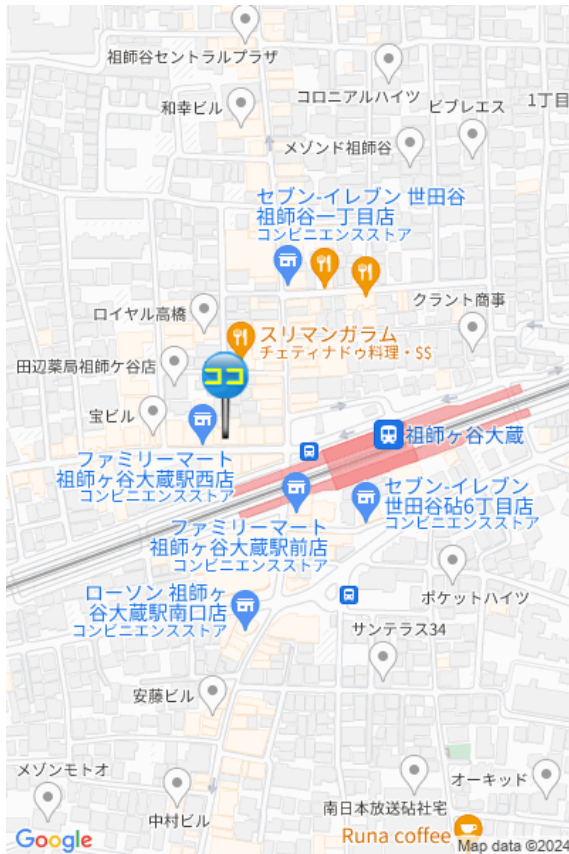 祖師谷セントラルプラザ
コロニアルハイツ
1丁目
和幸ビル
ビブレエス
メゾンド祖師谷
セブン-イレブン 世田谷
祖師谷一丁目店
コンビニエンスストア
クラント商事
ロイヤル高橋
スリマンガラム
チェティナドゥ料理・$$
田辺薬局祖師ケ谷店
ココ
宝ビル
祖師ヶ谷大蔵
ファミリーマート
祖師ヶ谷大蔵駅西店
コンビニエンスストア
セブン-イレブン
世田谷砧6丁目店
コンビニエンスストア
ファミリーマート
祖師ヶ谷大蔵駅前店
コンビニエンスストア
ローソン 祖師ヶ
谷大蔵駅南口店
コンビニエンスストア
ポケットハイツ
サンテラス34
安藤ビル
メゾンモトオ
オーキッド
中村ビル
南日本放送砧社宅
Runa coffee
Google
Map data ©2024